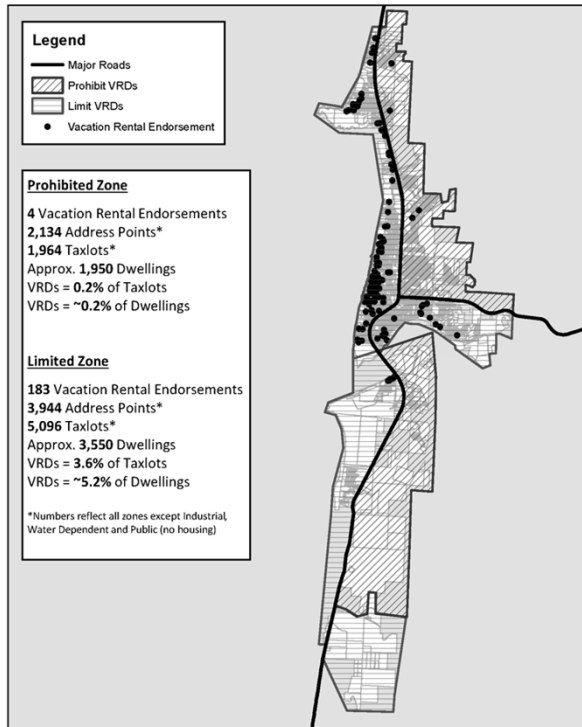 Legend
Major Roads
Prohibit VRDs
Limit VRDs
Vacation Rental Endorsement
Prohibited Zone
4 Vacation Rental Endorsements
2,134 Address Points*
1,964 Taxlots*
Approx. 1,950 Dwellings
VRDs = 0.2% of Taxlots
VRDs = ~0.2% of Dwellings
Limited Zone
183 Vacation Rental Endorsements
3,944 Address Points*
5,096 Taxlots*
Approx. 3,550 Dwellings
VRDs = 3.6% of Taxlots
VRDs = ~5.2% of Dwellings
*Numbers reflect all zones except Industrial,
Water Dependent and Public (no housing)